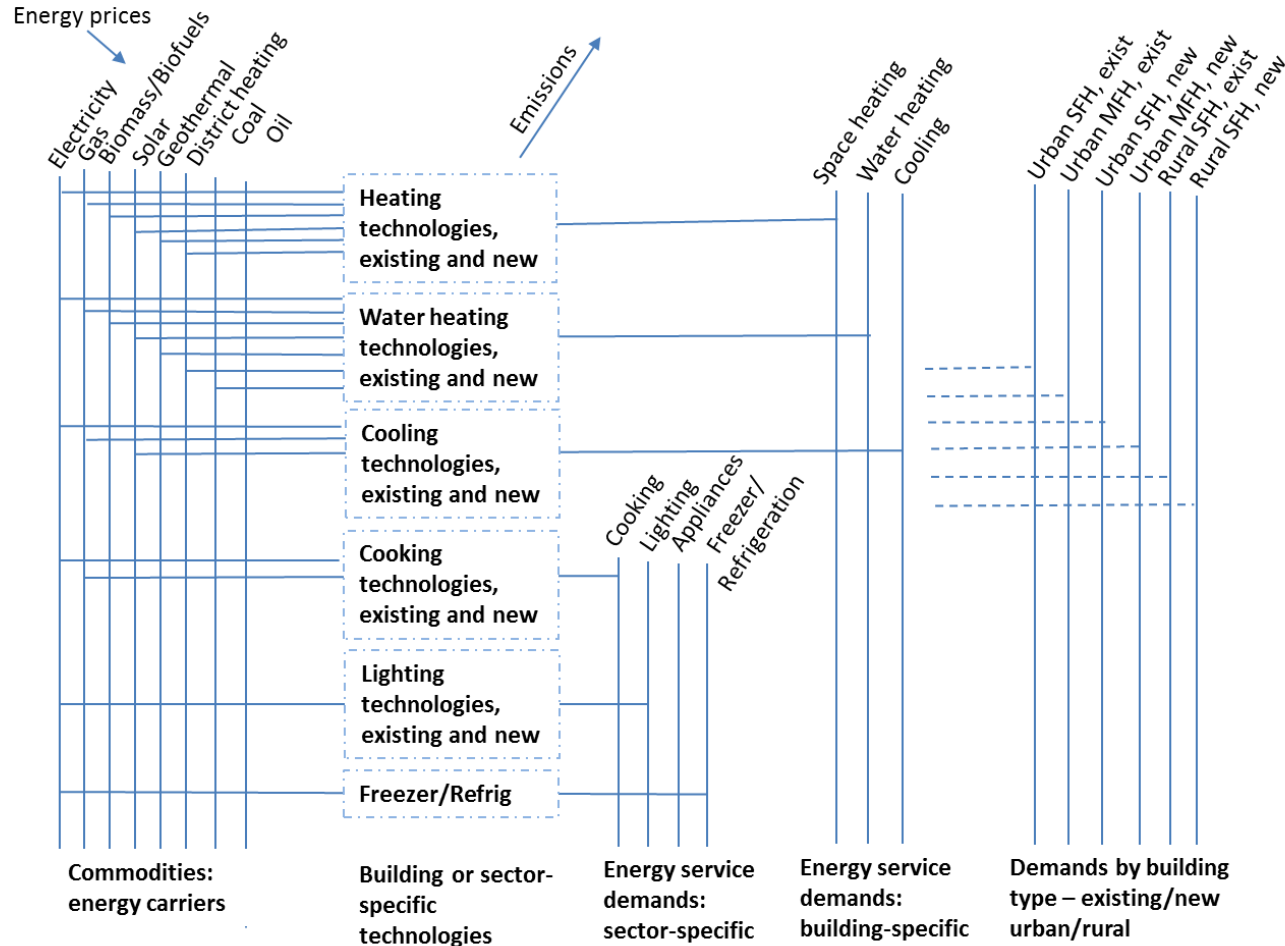 Energy prices
Electricity
Gas
Biomass/Biofuels
Solar
Geothermal
District heating
Coal
Oil
Emissions
Space heating
Water heating
Cooling
Urban SFH, exist
Urban MFH, exist
Urban SFH, new
Urban MFH, new
Rural SFH, exist
Rural SFH, new
Heating
technologies,
existing and new
Water heating
technologies,
existing and new
Cooling
technologies,
existing and new
Cooking
technologies,
existing and new
Lighting
technologies,
existing and new
Freezer/Refrig
Cooking
Lighting
Appliances
Freezer/
Refrigeration
Commodities:
energy carriers
Building or sector-
specific
technologies
Energy service
demands:
sector-specific
Energy service
demands:
building-specific
Demands by building
type – existing/new
urban/rural